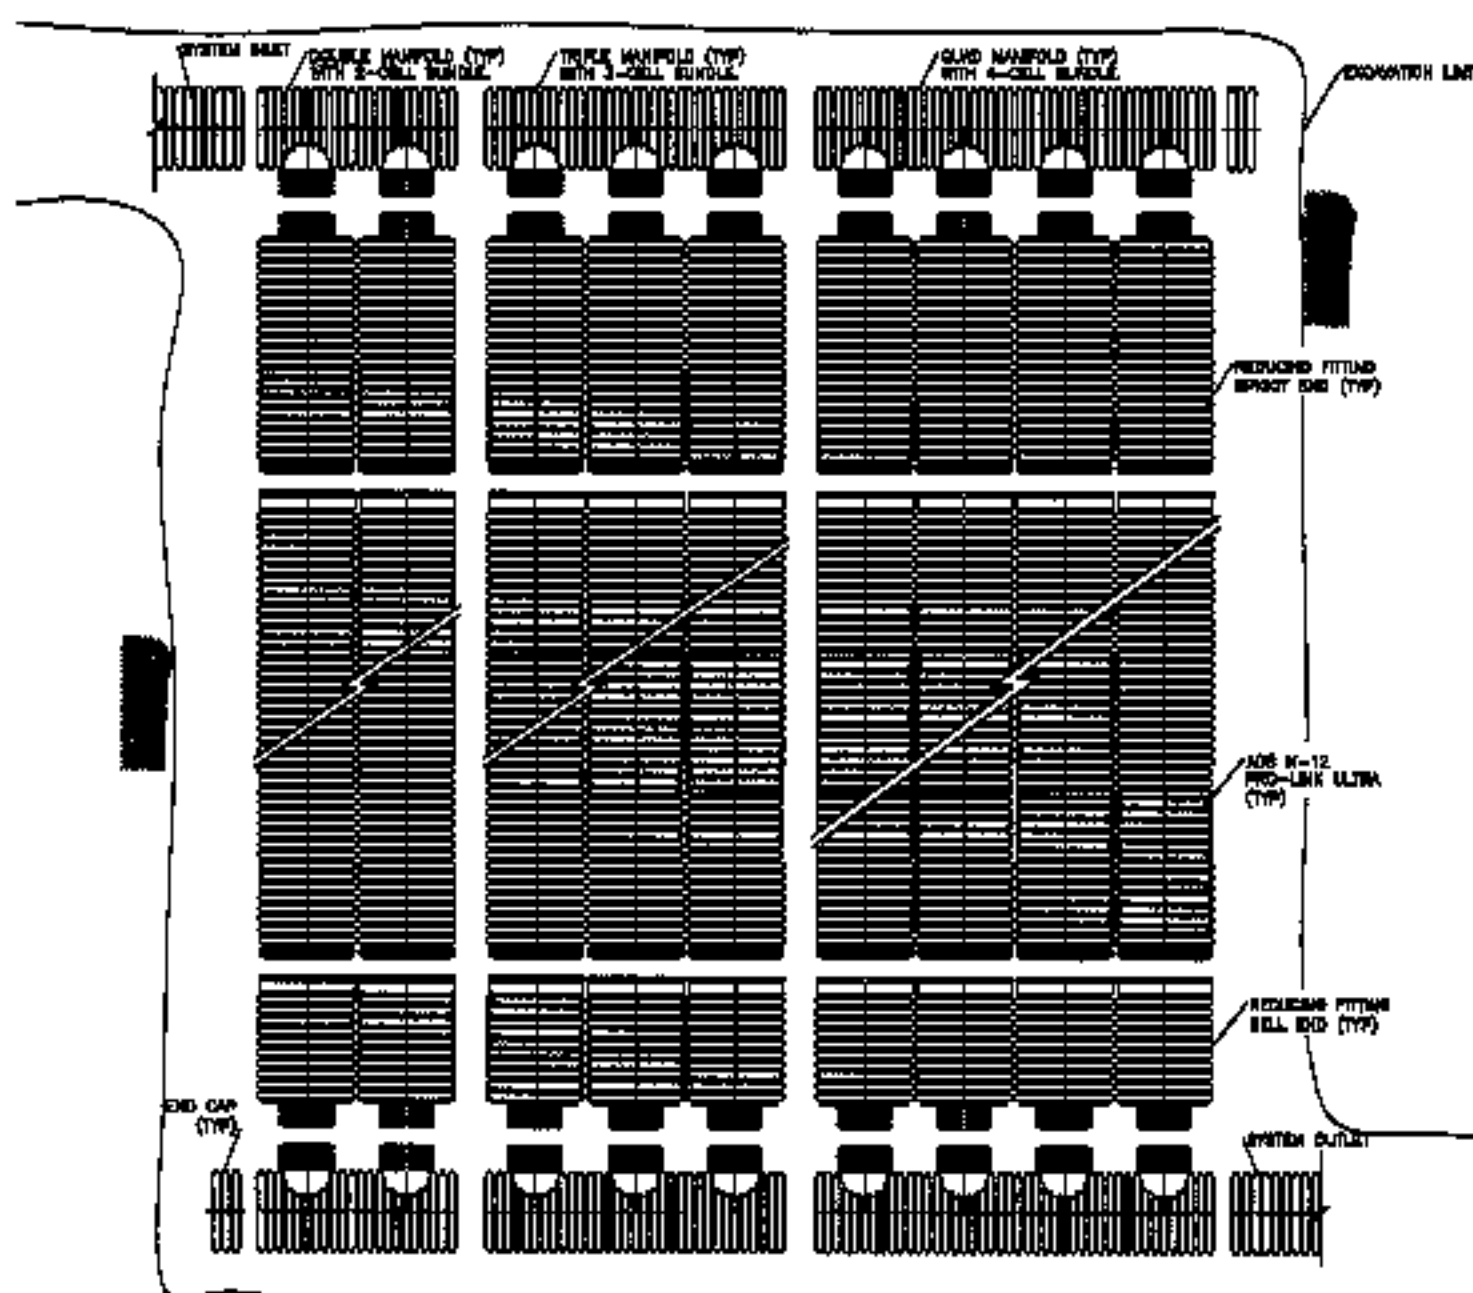 SYSTEM INLET
DOUBLE MANIFOLD (TYP)
WITH 2-CELL BUNDLE
TRIPLE MANIFOLD (TYP)
WITH 3-CELL BUNDLE
QUAD MANIFOLD (TYP)
WITH 4-CELL BUNDLE
EXCAVATION LIMIT
REDUCING FITTING
SPIGOT END (TYP)
ADS N-12
PRO-LINK ULTRA
(TYP)
REDUCING FITTING
BELL END (TYP)
END CAP
(TYP)
SYSTEM OUTLET